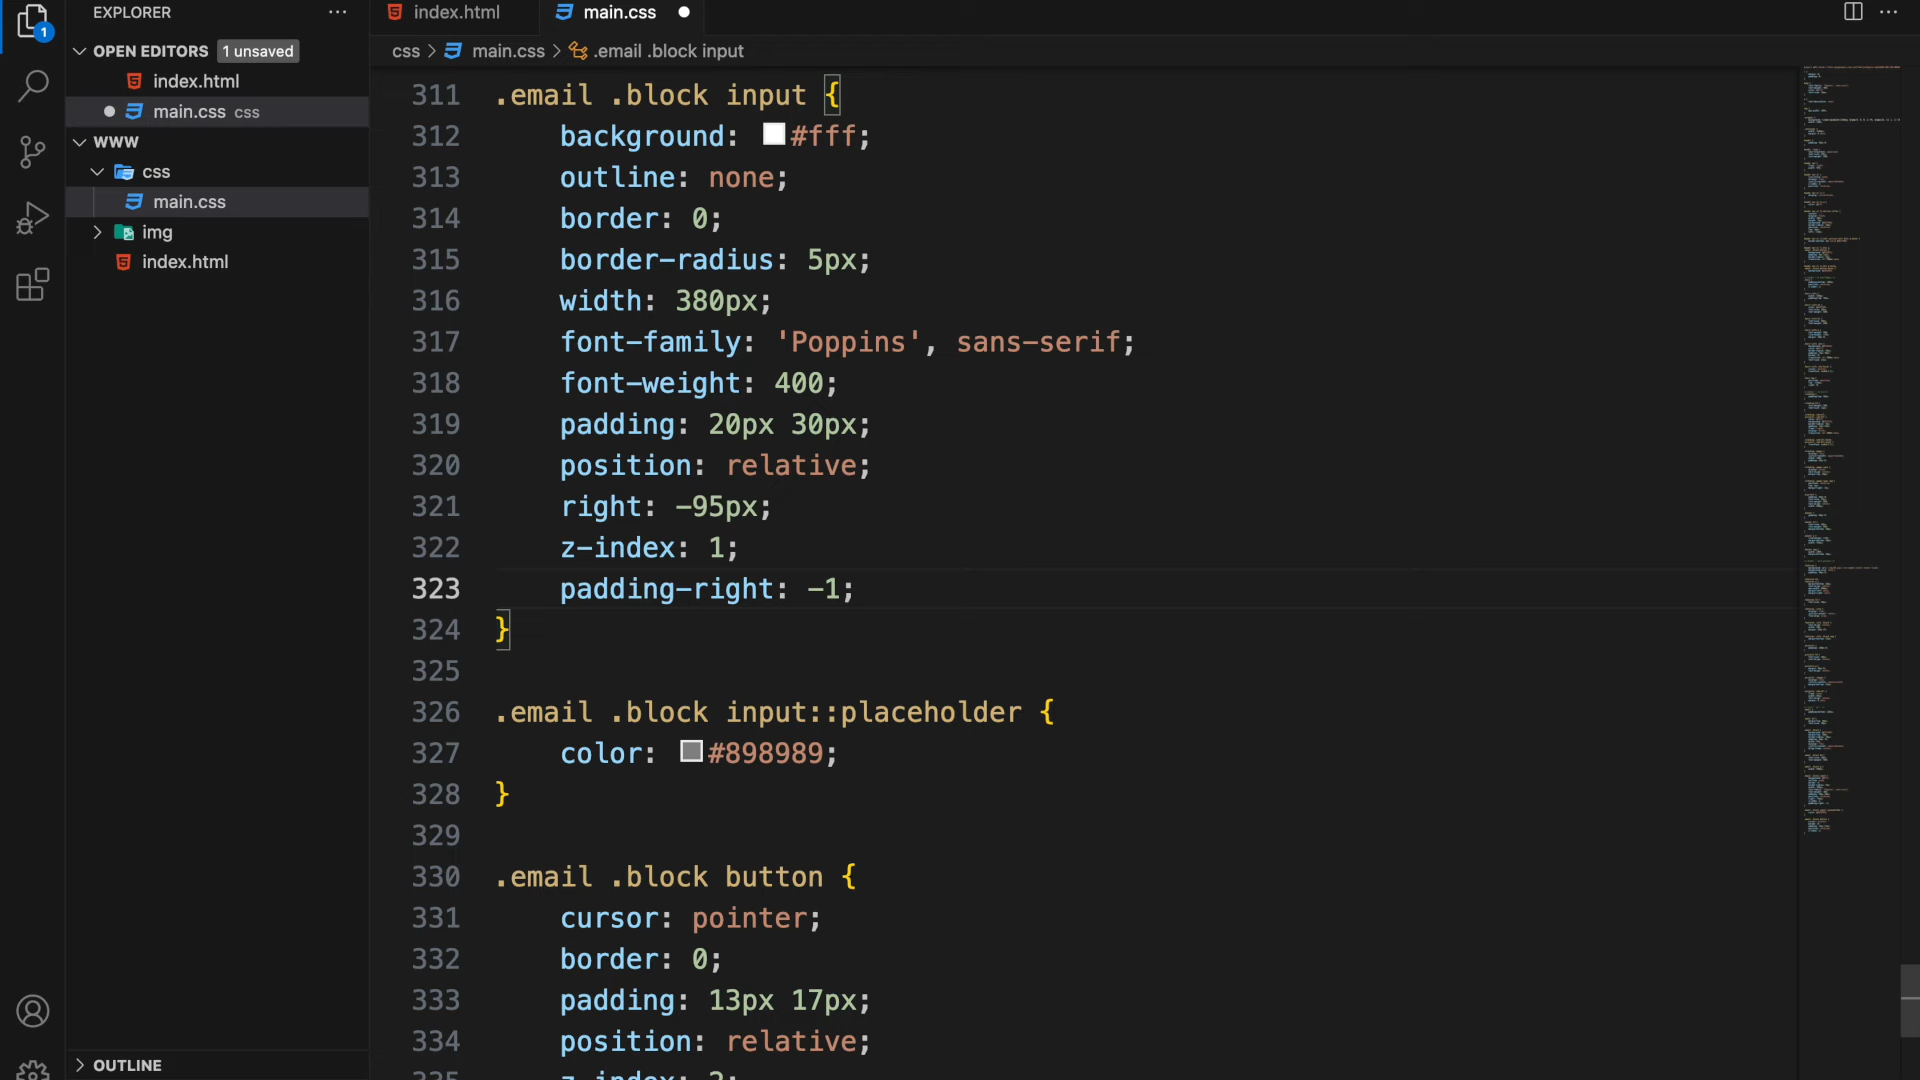 EXPLORER
OPEN EDITORS 1 unsaved
index.html
main.css css
WWW
css
main.css
img
index.html
OUTLINE
1
index.html
main.css
css > main.css > .email .block input
311 .email .block input {
312 background: #fff;
313 outline: none;
314 border: 0;
315 border-radius: 5px;
316 width: 380px;
317 font-family: 'Poppins', sans-serif;
318 font-weight: 400;
319 padding: 20px 30px;
320 position: relative;
321 right: -95px;
322 z-index: 1;
323 padding-right: -1;
324 }
325
326 .email .block input::placeholder {
327 color: #898989;
328 }
329
330 .email .block button {
331 cursor: pointer;
332 border: 0;
333 padding: 13px 17px;
334 position: relative;
335 z-index: 2;